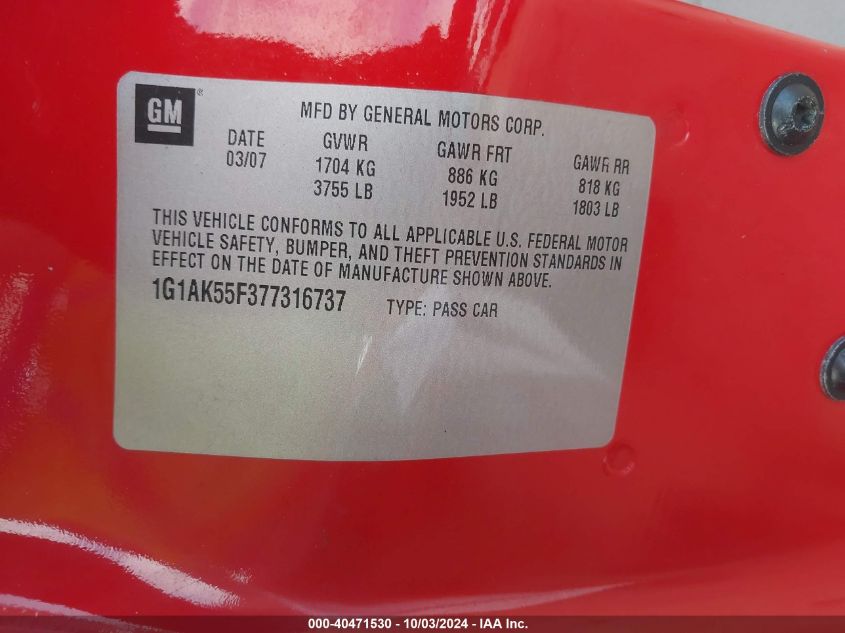 GM®
MFD BY GENERAL MOTORS CORP.
DATE GVWR GAWR FRT GAWR RR
03/07 1704 KG 886 KG 818 KG
3755 LB 1952 LB 1803 LB
THIS VEHICLE CONFORMS TO ALL APPLICABLE U.S. FEDERAL MOTOR
VEHICLE SAFETY, BUMPER, AND THEFT PREVENTION STANDARDS IN
EFFECT ON THE DATE OF MANUFACTURE SHOWN ABOVE.
1G1AK55F377316737 TYPE: PASS CAR
000-40471530 - 10/03/2024 - IAA Inc.